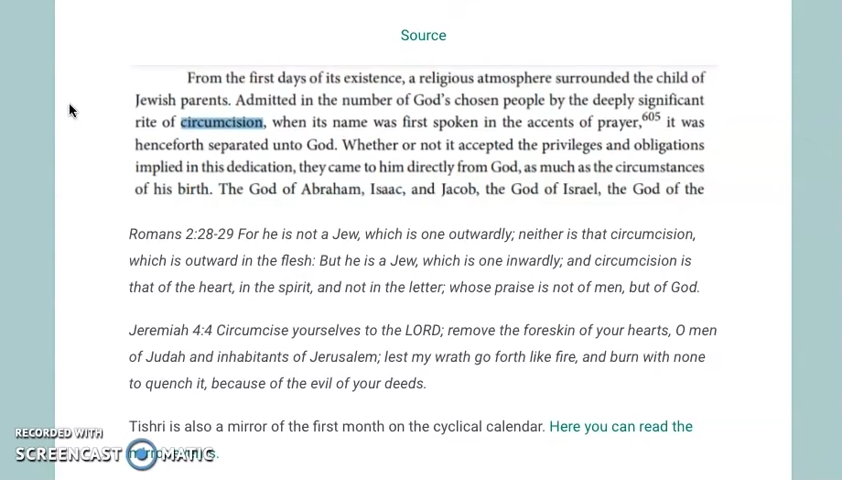 Source
From the first days of its existence, a religious atmosphere surrounded the child of
Jewish parents. Admitted in the number of God's chosen people by the deeply significant
rite of circumcision, when its name was first spoken in the accents of prayer,605 it was
henceforth separated unto God. Whether or not it accepted the privileges and obligations
implied in this dedication, they came to him directly from God, as much as the circumstances
of his birth. The God of Abraham, Isaac, and Jacob, the God of Israel, the God of the
Romans 2:28-29 For he is not a Jew, which is one outwardly; neither is that circumcision,
which is outward in the flesh: But he is a Jew, which is one inwardly; and circumcision is
that of the heart, in the spirit, and not in the letter; whose praise is not of men, but of God.
Jeremiah 4:4 Circumcise yourselves to the LORD; remove the foreskin of your hearts, O men
of Judah and inhabitants of Jerusalem; lest my wrath go forth like fire, and burn with none
to quench it, because of the evil of your deeds.
Tishri is also a mirror of the first month on the cyclical calendar. Here you can read the
RECORDED WITH
SCREENCAST MATIC